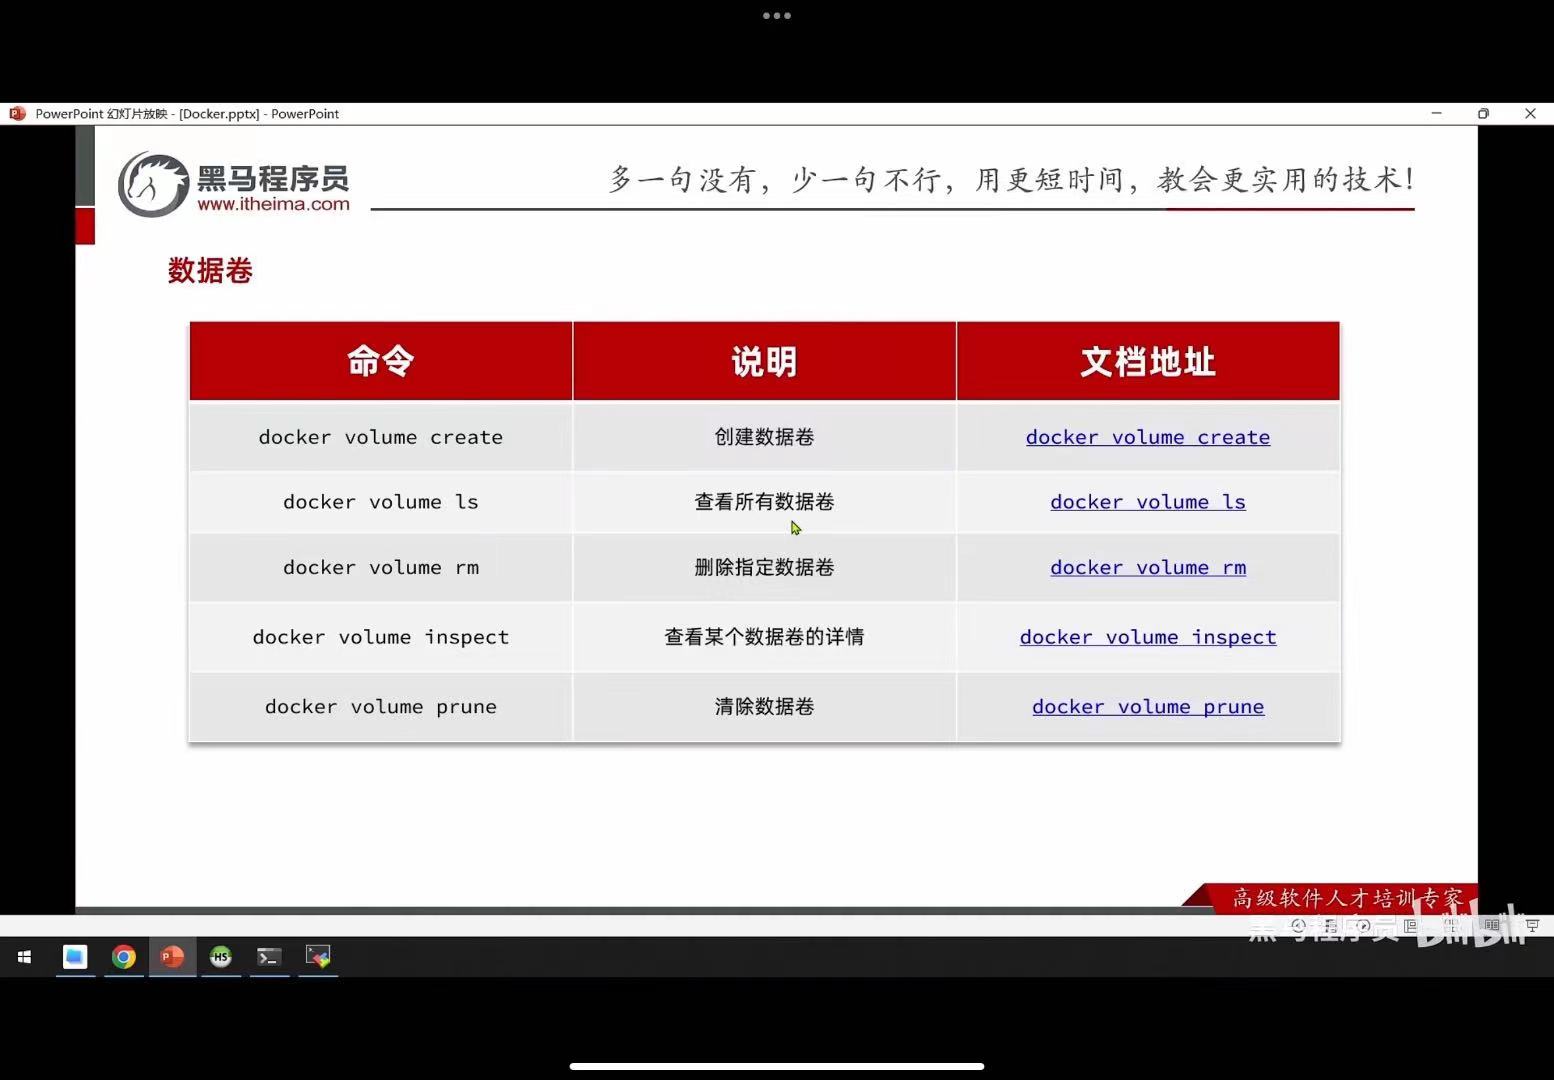 PowerPoint 幻灯片放映 - [Docker.pptx] - PowerPoint
黑马程序员
www.itheima.com
多一句没有，少一句不行，用更短时间，教会更实用的技术！
数据卷
命令 说明 文档地址
docker volume create 创建数据卷 docker volume create
docker volume ls 查看所有数据卷 docker volume ls
docker volume rm 删除指定数据卷 docker volume rm
docker volume inspect 查看某个数据卷的详情 docker volume inspect
docker volume prune 清除数据卷 docker volume prune
高级软件人才培训专家
黑马程序员 bilibili
HS